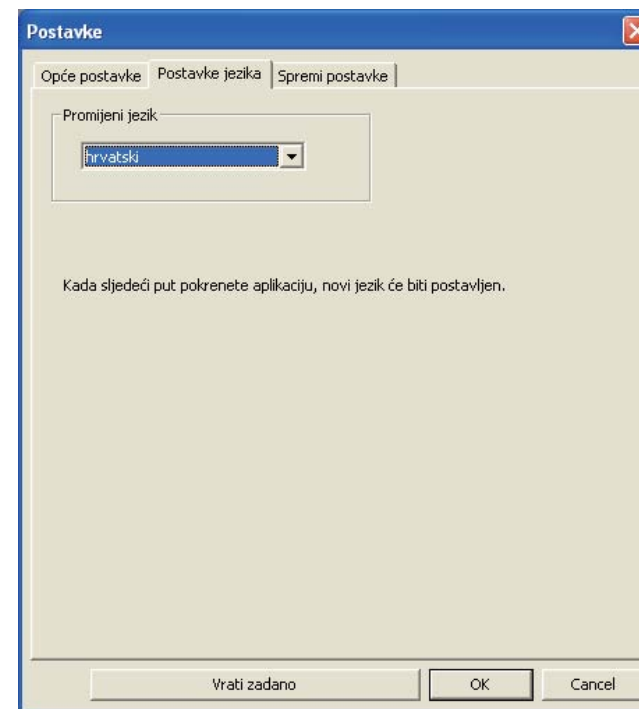 Postavke
Opće postavke Postavke jezika Spremi postavke
Promijeni jezik
hrvatski
Kada sljedeći put pokrenete aplikaciju, novi jezik će biti postavljen.
Vrati zadano OK Cancel